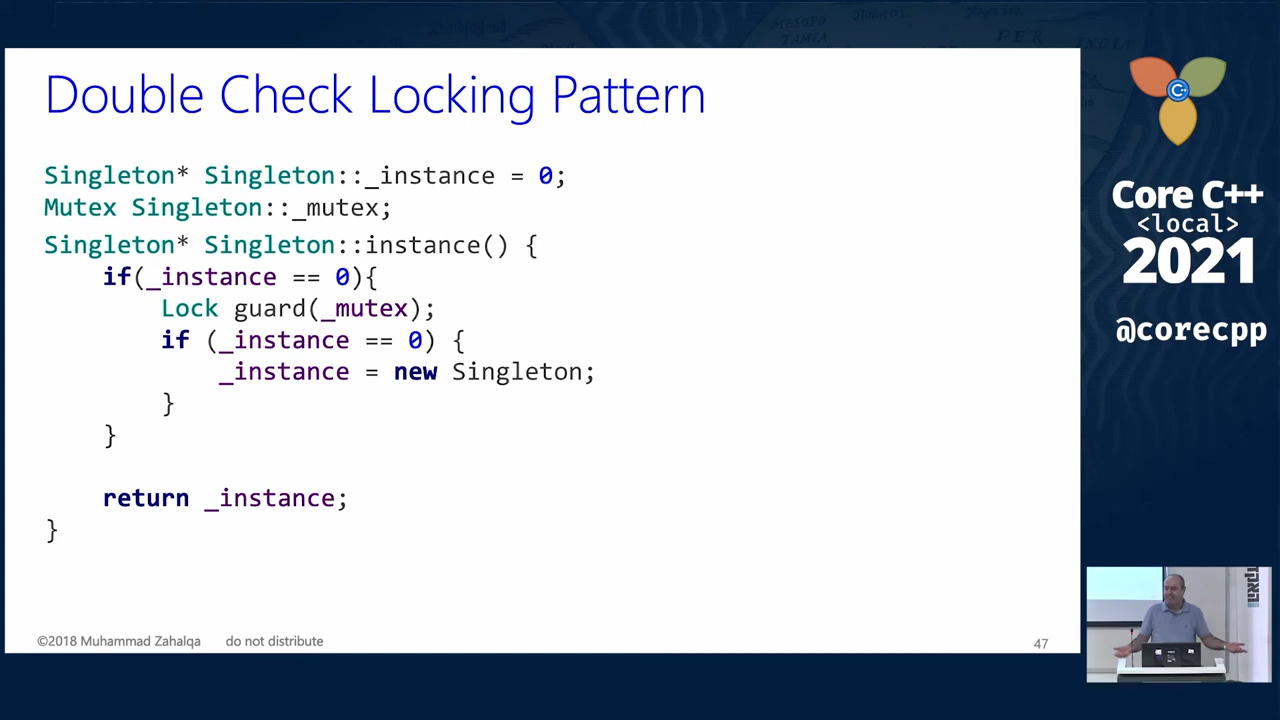 Double Check Locking Pattern
Singleton* Singleton::_instance = 0;
Mutex Singleton::_mutex;
Singleton* Singleton::instance() {
    if(_instance == 0){
        Lock guard(_mutex);
        if (_instance == 0) {
            _instance = new Singleton;
        }
    }
    return _instance;
}
©2018 Muhammad Zahalqa do not distribute
47
C++
Core C++
<local>
2021
@corecpp